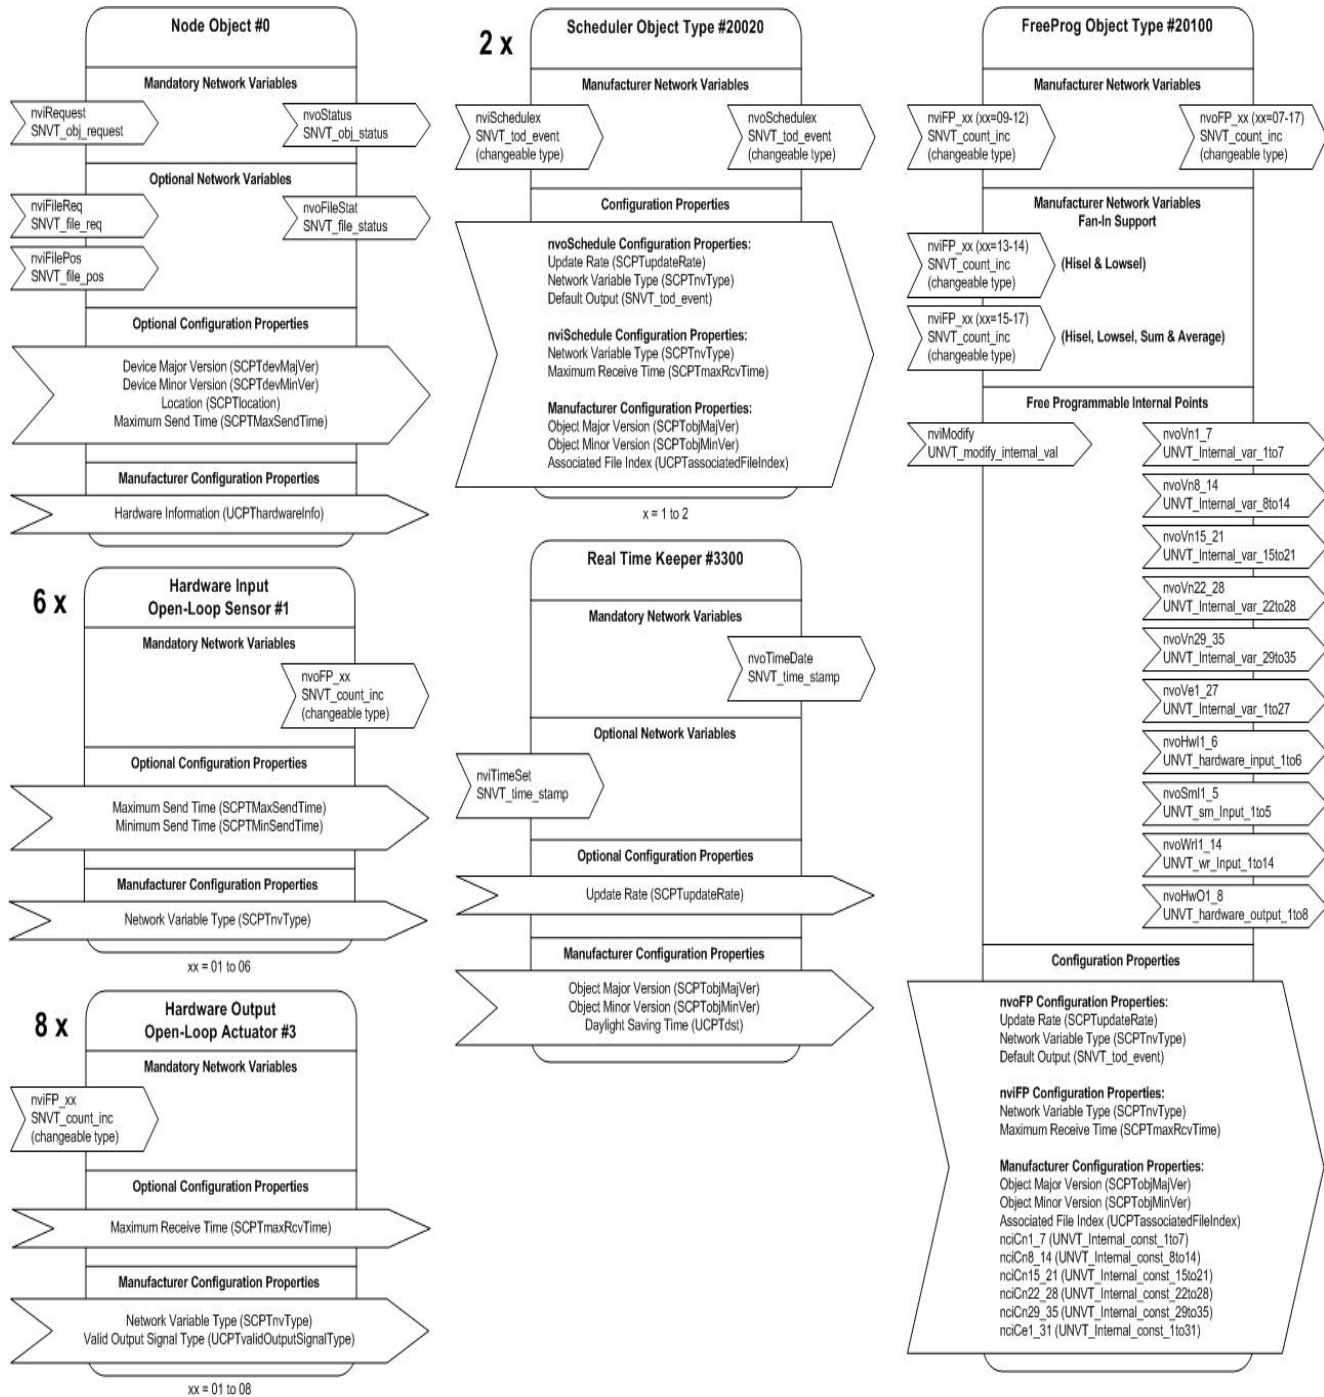 Node Object #0
Mandatory Network Variables
nviRequest
SNVT_obj_request
nvoStatus
SNVT_obj_status
Optional Network Variables
nviFileReq
SNVT_file_req
nvoFileStat
SNVT_file_status
nviFilePos
SNVT_file_pos
Optional Configuration Properties
Device Major Version (SCPTdevMajVer)
Device Minor Version (SCPTdevMinVer)
Location (SCPTlocation)
Maximum Send Time (SCPTMaxSendTime)
Manufacturer Configuration Properties
Hardware Information (UCPThardwareInfo)
6 x
Hardware Input
Open-Loop Sensor #1
Mandatory Network Variables
nvoFP_xx
SNVT_count_inc
(changeable type)
Optional Configuration Properties
Maximum Send Time (SCPTMaxSendTime)
Minimum Send Time (SCPTMinSendTime)
Manufacturer Configuration Properties
Network Variable Type (SCPTnvType)
xx = 01 to 06
8 x
Hardware Output
Open-Loop Actuator #3
Mandatory Network Variables
nviFP_xx
SNVT_count_inc
(changeable type)
Optional Configuration Properties
Maximum Receive Time (SCPTmaxRcvTime)
Manufacturer Configuration Properties
Network Variable Type (SCPTnvType)
Valid Output Signal Type (UCPTvalidOutputSignalType)
xx = 01 to 08
2 x
Scheduler Object Type #20020
Manufacturer Network Variables
nviSchedulex
SNVT_tod_event
(changeable type)
nvoSchedulex
SNVT_tod_event
(changeable type)
Configuration Properties
nvoSchedule Configuration Properties:
Update Rate (SCPTupdateRate)
Network Variable Type (SCPTnvType)
Default Output (SNVT_tod_event)
nviSchedule Configuration Properties:
Network Variable Type (SCPTnvType)
Maximum Receive Time (SCPTmaxRcvTime)
Manufacturer Configuration Properties:
Object Major Version (SCPTobjMajVer)
Object Minor Version (SCPTobjMinVer)
Associated File Index (UCPTassociatedFileIndex)
x = 1 to 2
Real Time Keeper #3300
Mandatory Network Variables
nvoTimeDate
SNVT_time_stamp
Optional Network Variables
nviTimeSet
SNVT_time_stamp
Optional Configuration Properties
Update Rate (SCPTupdateRate)
Manufacturer Configuration Properties
Object Major Version (SCPTobjMajVer)
Object Minor Version (SCPTobjMinVer)
Daylight Saving Time (UCPTdst)
FreeProg Object Type #20100
Manufacturer Network Variables
nviFP_xx (xx=09-12)
SNVT_count_inc
(changeable type)
nvoFP_xx (xx=07-17)
SNVT_count_inc
(changeable type)
Manufacturer Network Variables
Fan-In Support
nviFP_xx (xx=13-14)
SNVT_count_inc
(changeable type)
(Hisel & Lowsel)
nviFP_xx (xx=15-17)
SNVT_count_inc
(changeable type)
(Hisel, Lowsel, Sum & Average)
Free Programmable Internal Points
nviModify
UNVT_modify_internal_val
nvoVn1_7
UNVT_Internal_var_1to7
nvoVn8_14
UNVT_Internal_var_8to14
nvoVn15_21
UNVT_Internal_var_15to21
nvoVn22_28
UNVT_Internal_var_22to28
nvoVn29_35
UNVT_Internal_var_29to35
nvoVe1_27
UNVT_Internal_var_1to27
nvoHwI1_6
UNVT_hardware_input_1to6
nvoSmI1_5
UNVT_sm_Input_1to5
nvoWrI1_14
UNVT_wr_Input_1to14
nvoHwO1_8
UNVT_hardware_output_1to8
Configuration Properties
nvoFP Configuration Properties:
Update Rate (SCPTupdateRate)
Network Variable Type (SCPTnvType)
Default Output (SNVT_tod_event)
nviFP Configuration Properties:
Network Variable Type (SCPTnvType)
Maximum Receive Time (SCPTmaxRcvTime)
Manufacturer Configuration Properties:
Object Major Version (SCPTobjMajVer)
Object Minor Version (SCPTobjMinVer)
Associated File Index (UCPTassociatedFileIndex)
nciCn1_7 (UNVT_Internal_const_1to7)
nciCn8_14 (UNVT_Internal_const_8to14)
nciCn15_21 (UNVT_Internal_const_15to21)
nciCn22_28 (UNVT_Internal_const_22to28)
nciCn29_35 (UNVT_Internal_const_29to35)
nciCe1_31 (UNVT_Internal_const_1to31)